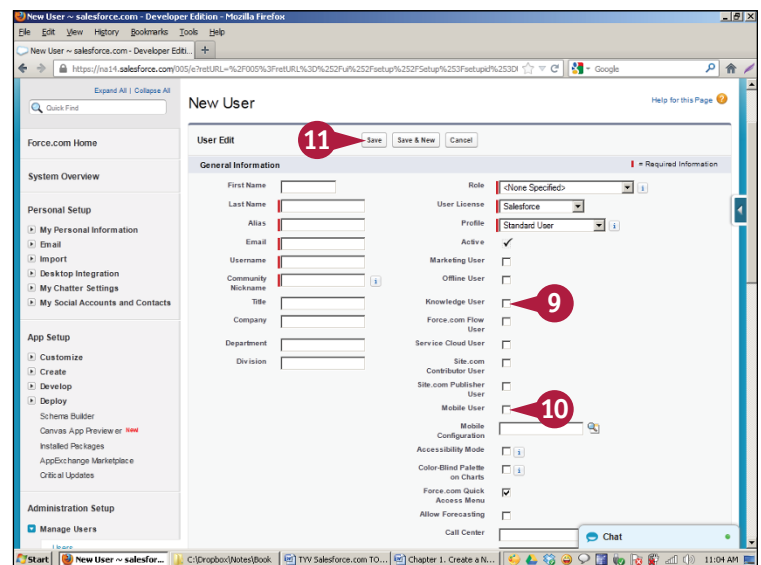 New User ~ salesforce.com - Developer Edition - Mozilla Firefox
File Edit View History Bookmarks Tools Help
New User ~ salesforce.com - Developer Editi... +
https://na14.salesforce.com/005/e?retURL=%2F005%3FretURL%3D%252Fui%252Fsetup%252FSetup%253Fsetupid%253D Google
Expand All | Collapse All
Quick Find
Force.com Home
System Overview
Personal Setup
My Personal Information
Email
Import
Desktop Integration
My Chatter Settings
My Social Accounts and Contacts
App Setup
Customize
Create
Develop
Deploy
Schema Builder
Canvas App Previewer New
Installed Packages
AppExchange Marketplace
Critical Updates
Administration Setup
Manage Users
Users
New User
Help for this Page
User Edit
11
Save Save & New Cancel
General Information
= Required Information
First Name
Last Name
Alias
Email
Username
Community
Nickname
Title
Company
Department
Division
Role <None Specified>
User License Salesforce
Profile Standard User
Active
Marketing User
Offline User
Knowledge User
9
Force.com Flow
User
Service Cloud User
Site.com
Contributor User
Site.com Publisher
User
Mobile User
10
Mobile
Configuration
Accessibility Mode
Color-Blind Palette
on Charts
Force.com Quick
Access Menu
Allow Forecasting
Call Center
Chat
Start New User ~ salesfor... C:\Dropbox\Notes\Book TYV Salesforce.com TO... Chapter 1. Create a N... 11:04 AM